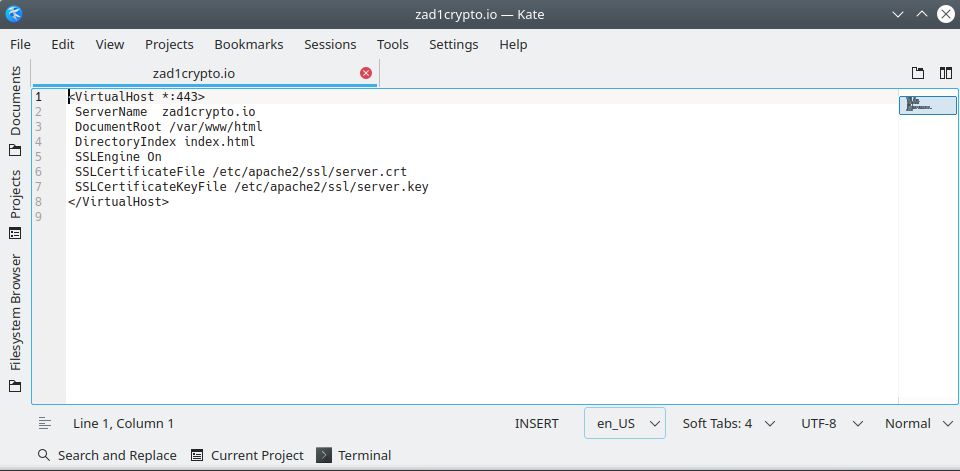 zad1crypto.io — Kate
File Edit View Projects Bookmarks Sessions Tools Settings Help
Documents
Projects
Filesystem Browser
zad1crypto.io
1 <VirtualHost *:443>
2  ServerName  zad1crypto.io
3  DocumentRoot /var/www/html
4  DirectoryIndex index.html
5  SSLEngine On
6  SSLCertificateFile /etc/apache2/ssl/server.crt
7  SSLCertificateKeyFile /etc/apache2/ssl/server.key
8 </VirtualHost>
9
Line 1, Column 1 INSERT en_US Soft Tabs: 4 UTF-8 Normal
Search and Replace Current Project Terminal